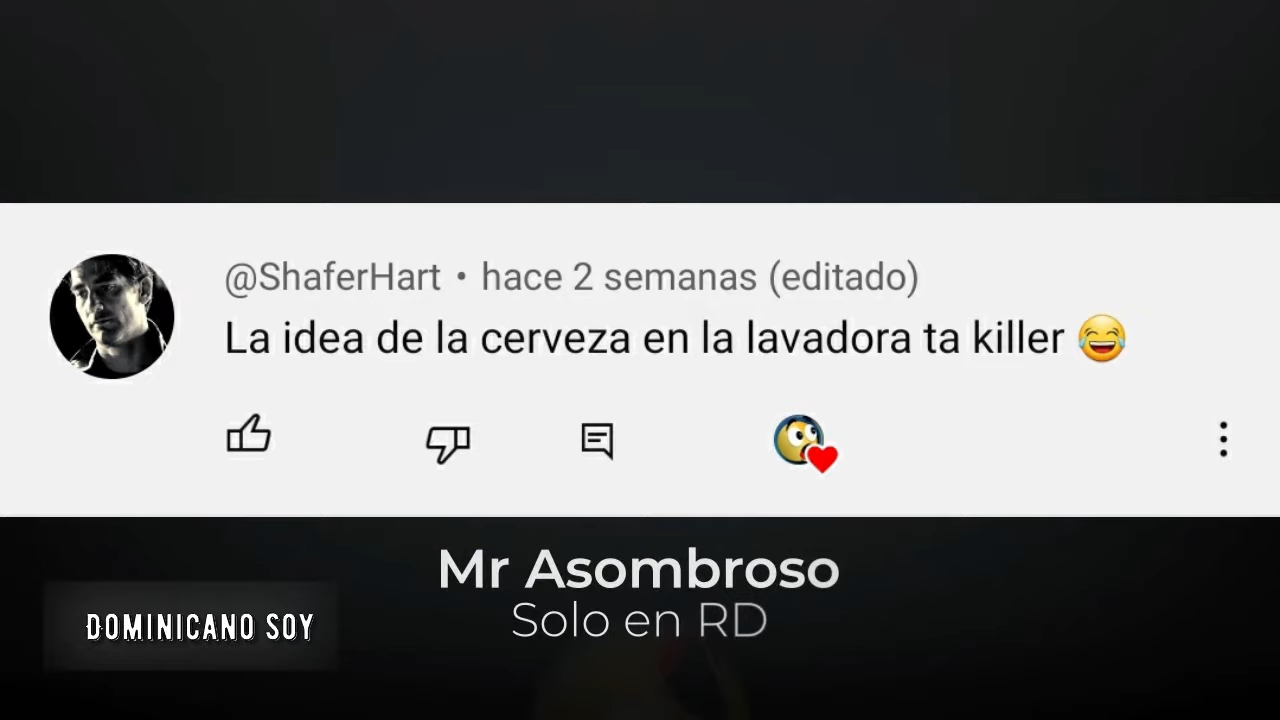 @ShaferHart • hace 2 semanas (editado)
La idea de la cerveza en la lavadora ta killer 😂
Mr Asombroso
Solo en RD
DOMINICANO SOY